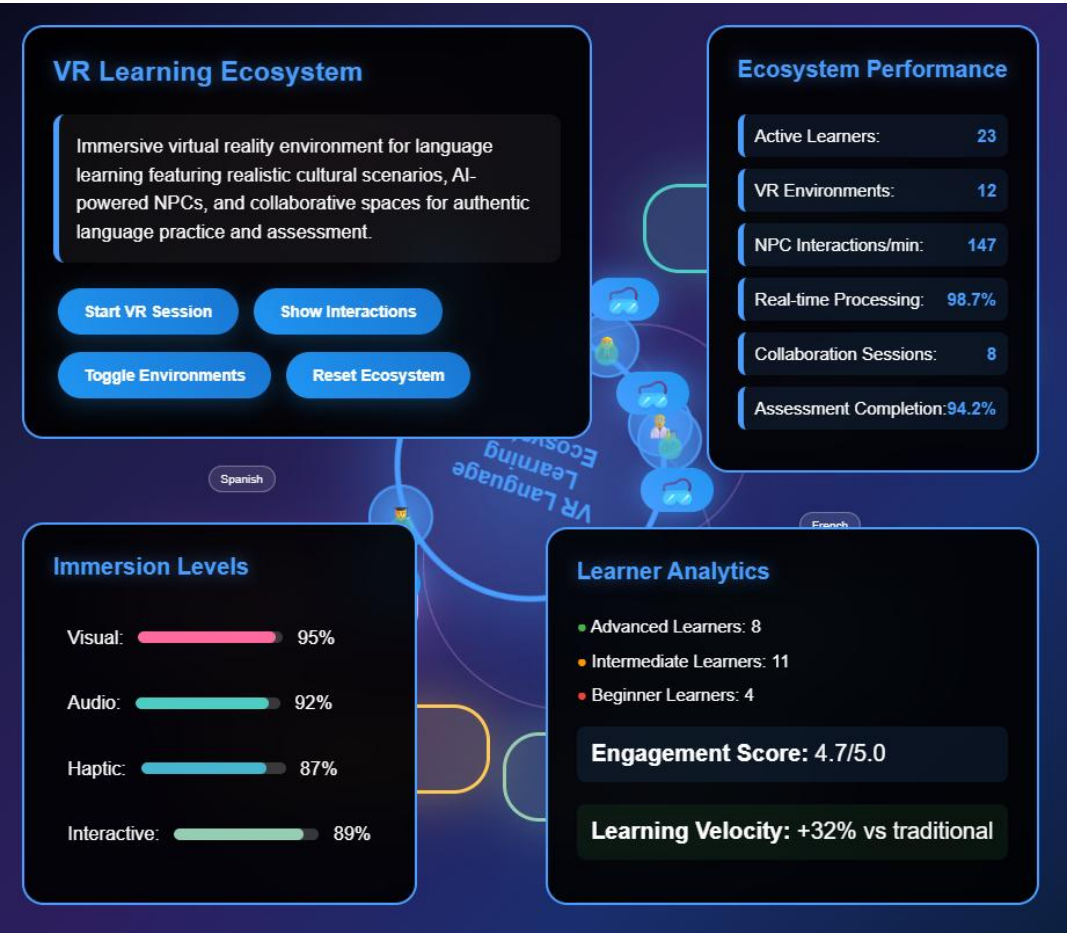 VR Learning Ecosystem
Immersive virtual reality environment for language
learning featuring realistic cultural scenarios, AI-
powered NPCs, and collaborative spaces for authentic
language practice and assessment.
Start VR Session
Show Interactions
Toggle Environments
Reset Ecosystem
Ecosystem Performance
Active Learners: 23
VR Environments: 12
NPC Interactions/min: 147
Real-time Processing: 98.7%
Collaboration Sessions: 8
Assessment Completion:94.2%
VR Language
Learning
Spanish
French
Immersion Levels
Visual: 95%
Audio: 92%
Haptic: 87%
Interactive: 89%
Learner Analytics
Advanced Learners: 8
Intermediate Learners: 11
Beginner Learners: 4
Engagement Score: 4.7/5.0
Learning Velocity: +32% vs traditional